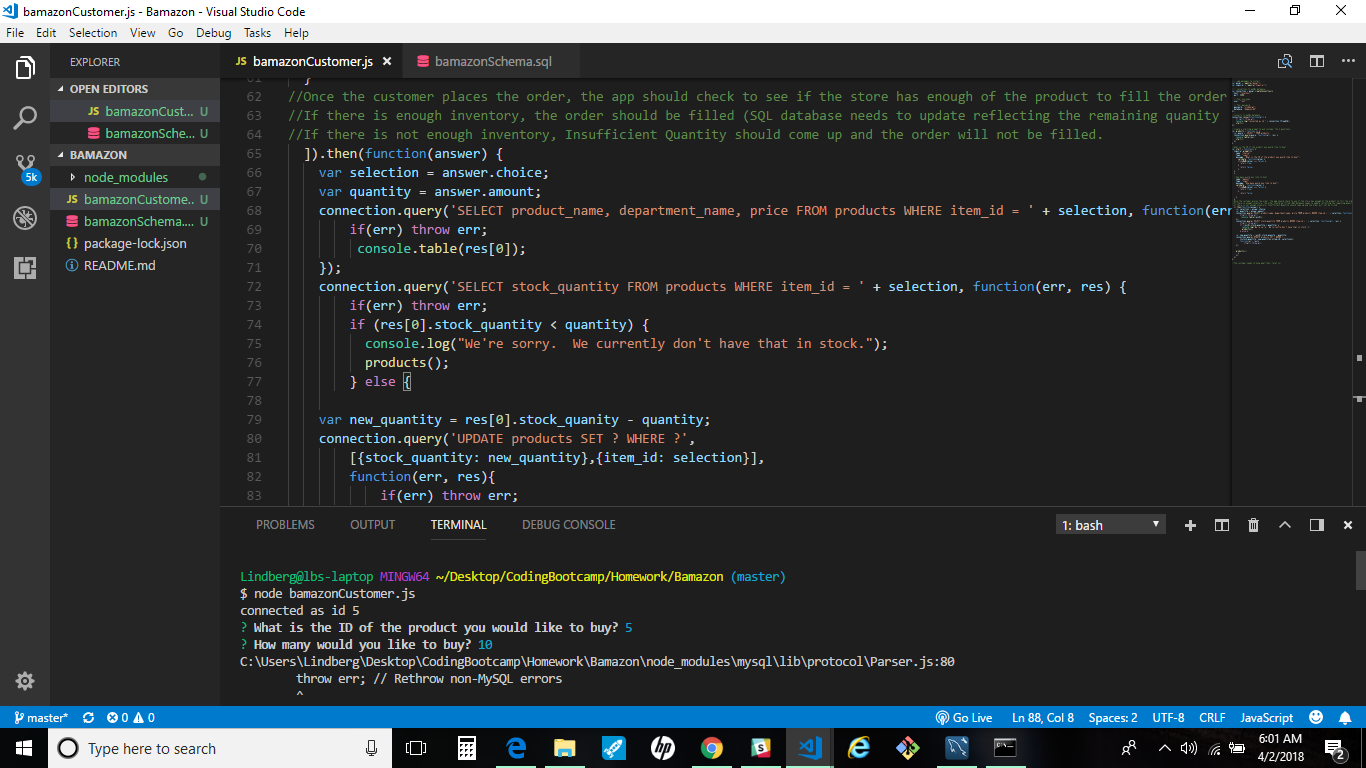 bamazonCustomer.js - Bamazon - Visual Studio Code
File Edit Selection View Go Debug Tasks Help
EXPLORER
OPEN EDITORS
JS bamazonCust... U
bamazonSche... U
BAMAZON
node_modules
JS bamazonCustome.. U
bamazonSchema.... U
{} package-lock.json
README.md
5k
JS bamazonCustomer.js ×
bamazonSchema.sql
61 }
62 //Once the customer places the order, the app should check to see if the store has enough of the product to fill the order
63 //If there is enough inventory, the order should be filled (SQL database needs to update reflecting the remaining quanity
64 //If there is not enough inventory, Insufficient Quantity should come up and the order will not be filled.
65 ]).then(function(answer) {
66 var selection = answer.choice;
67 var quantity = answer.amount;
68 connection.query('SELECT product_name, department_name, price FROM products WHERE item_id = ' + selection, function(err
69 if(err) throw err;
70 console.table(res[0]);
71 });
72 connection.query('SELECT stock_quantity FROM products WHERE item_id = ' + selection, function(err, res) {
73 if(err) throw err;
74 if (res[0].stock_quantity < quantity) {
75 console.log("We're sorry.  We currently don't have that in stock.");
76 products();
77 } else {
78
79 var new_quantity = res[0].stock_quanity - quantity;
80 connection.query('UPDATE products SET ? WHERE ?',
81 [{stock_quantity: new_quantity},{item_id: selection}],
82 function(err, res){
83 if(err) throw err;
PROBLEMS OUTPUT TERMINAL DEBUG CONSOLE
1: bash
Lindberg@lbs-laptop MINGW64 ~/Desktop/CodingBootcamp/Homework/Bamazon (master)
$ node bamazonCustomer.js
connected as id 5
? What is the ID of the product you would like to buy? 5
? How many would you like to buy? 10
C:\Users\Lindberg\Desktop\CodingBootcamp\Homework\Bamazon\node_modules\mysql\lib\protocol\Parser.js:80
throw err; // Rethrow non-MySQL errors
^
master* 0 0 Go Live Ln 88, Col 8 Spaces: 2 UTF-8 CRLF JavaScript
Type here to search
hp
6:01 AM
4/2/2018
2